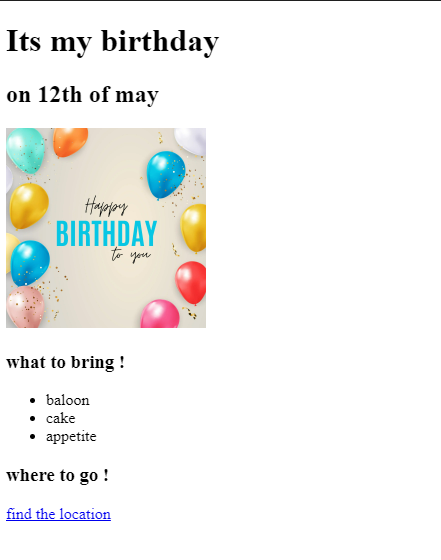 Its my birthday
on 12th of may
Happy
BIRTHDAY
to you
what to bring !
baloon
cake
appetite
where to go !
find the location